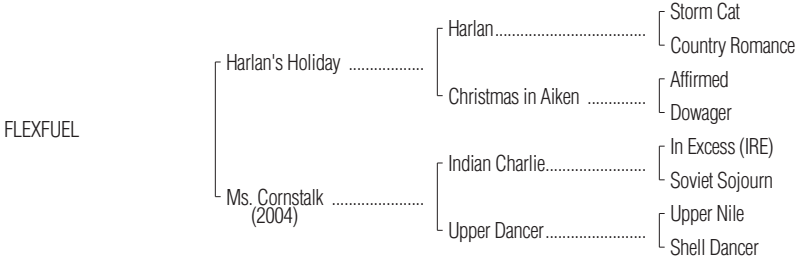 Storm Cat
Harlan....................................
Country Romance
Harlan's Holiday ..................
Affirmed
Christmas in Aiken ..............
Dowager
FLEXFUEL
In Excess (IRE)
Indian Charlie........................
Soviet Sojourn
Ms. Cornstalk ......................
(2004)
Upper Nile
Upper Dancer........................
Shell Dancer